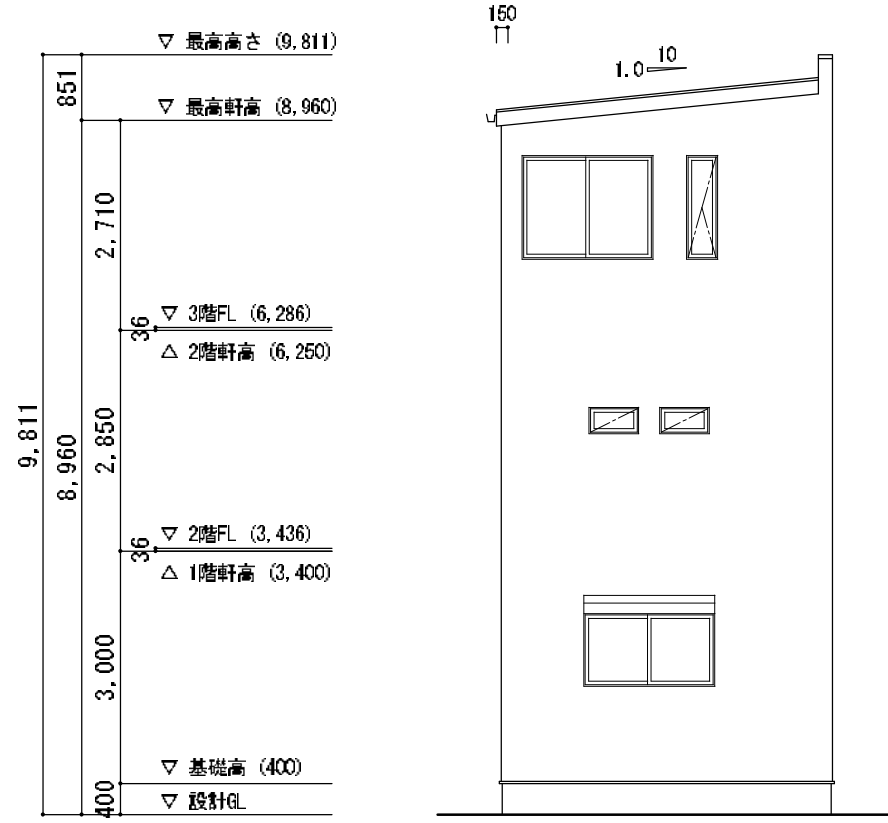 150
▽ 最高高さ (9,811)
10
1.0
851
▽ 最高軒高 (8,960)
2,710
▽ 3階FL (6,286)
36
△ 2階軒高 (6,250)
9,811
8,960
2,850
▽ 2階FL (3,436)
36
△ 1階軒高 (3,400)
3,000
▽ 基礎高 (400)
400
▽ 設計GL